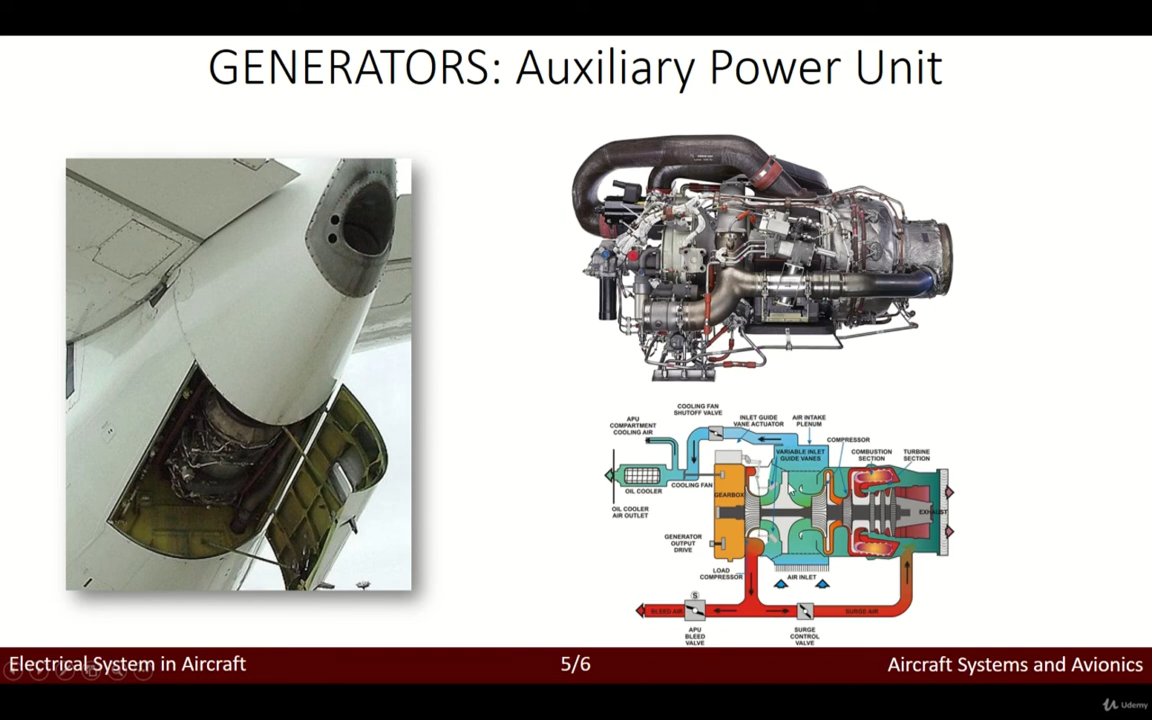 GENERATORS: Auxiliary Power Unit
COOLING FAN
SHUTOFF VALVE
APU
COMPARTMENT
COOLING AIR
INLET GUIDE
VANE ACTUATOR
AIR INTAKE
PLENUM
COMPRESSOR
VARIABLE INLET
GUIDE VANES
COMBUSTION
SECTION
TURBINE
SECTION
OIL COOLER
COOLING FAN
GEARBOX
OIL COOLER
AIR OUTLET
EXHAUST
GENERATOR
OUTPUT
DRIVE
LOAD
COMPRESSOR
AIR INLET
S
BLEED AIR
SURGE AIR
APU
BLEED
VALVE
SURGE
CONTROL
VALVE
Electrical System in Aircraft
5/6
Aircraft Systems and Avionics
Udemy